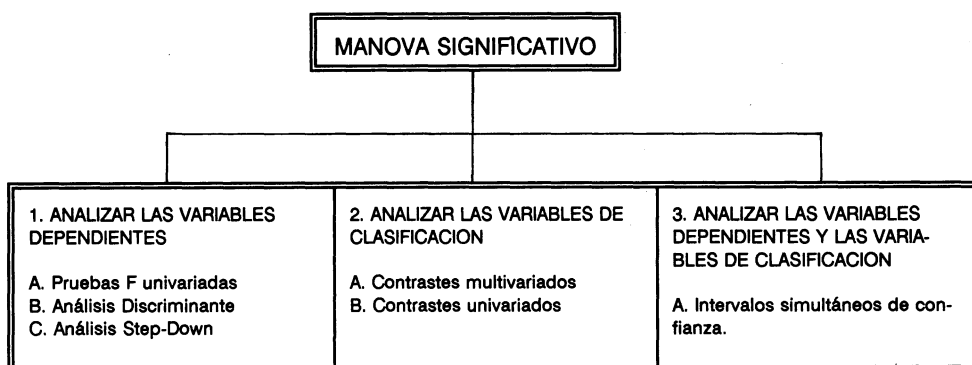 MANOVA SIGNIFICATIVO
1. ANALIZAR LAS VARIABLES
DEPENDIENTES
A. Pruebas F univariadas
B. Análisis Discriminante
C. Análisis Step-Down
2. ANALIZAR LAS VARIABLES DE
CLASIFICACION
A. Contrastes multivariados
B. Contrastes univariados
3. ANALIZAR LAS VARIABLES
DEPENDIENTES Y LAS VARIA-
BLES DE CLASIFICACION
A. Intervalos simultáneos de con-
fianza.